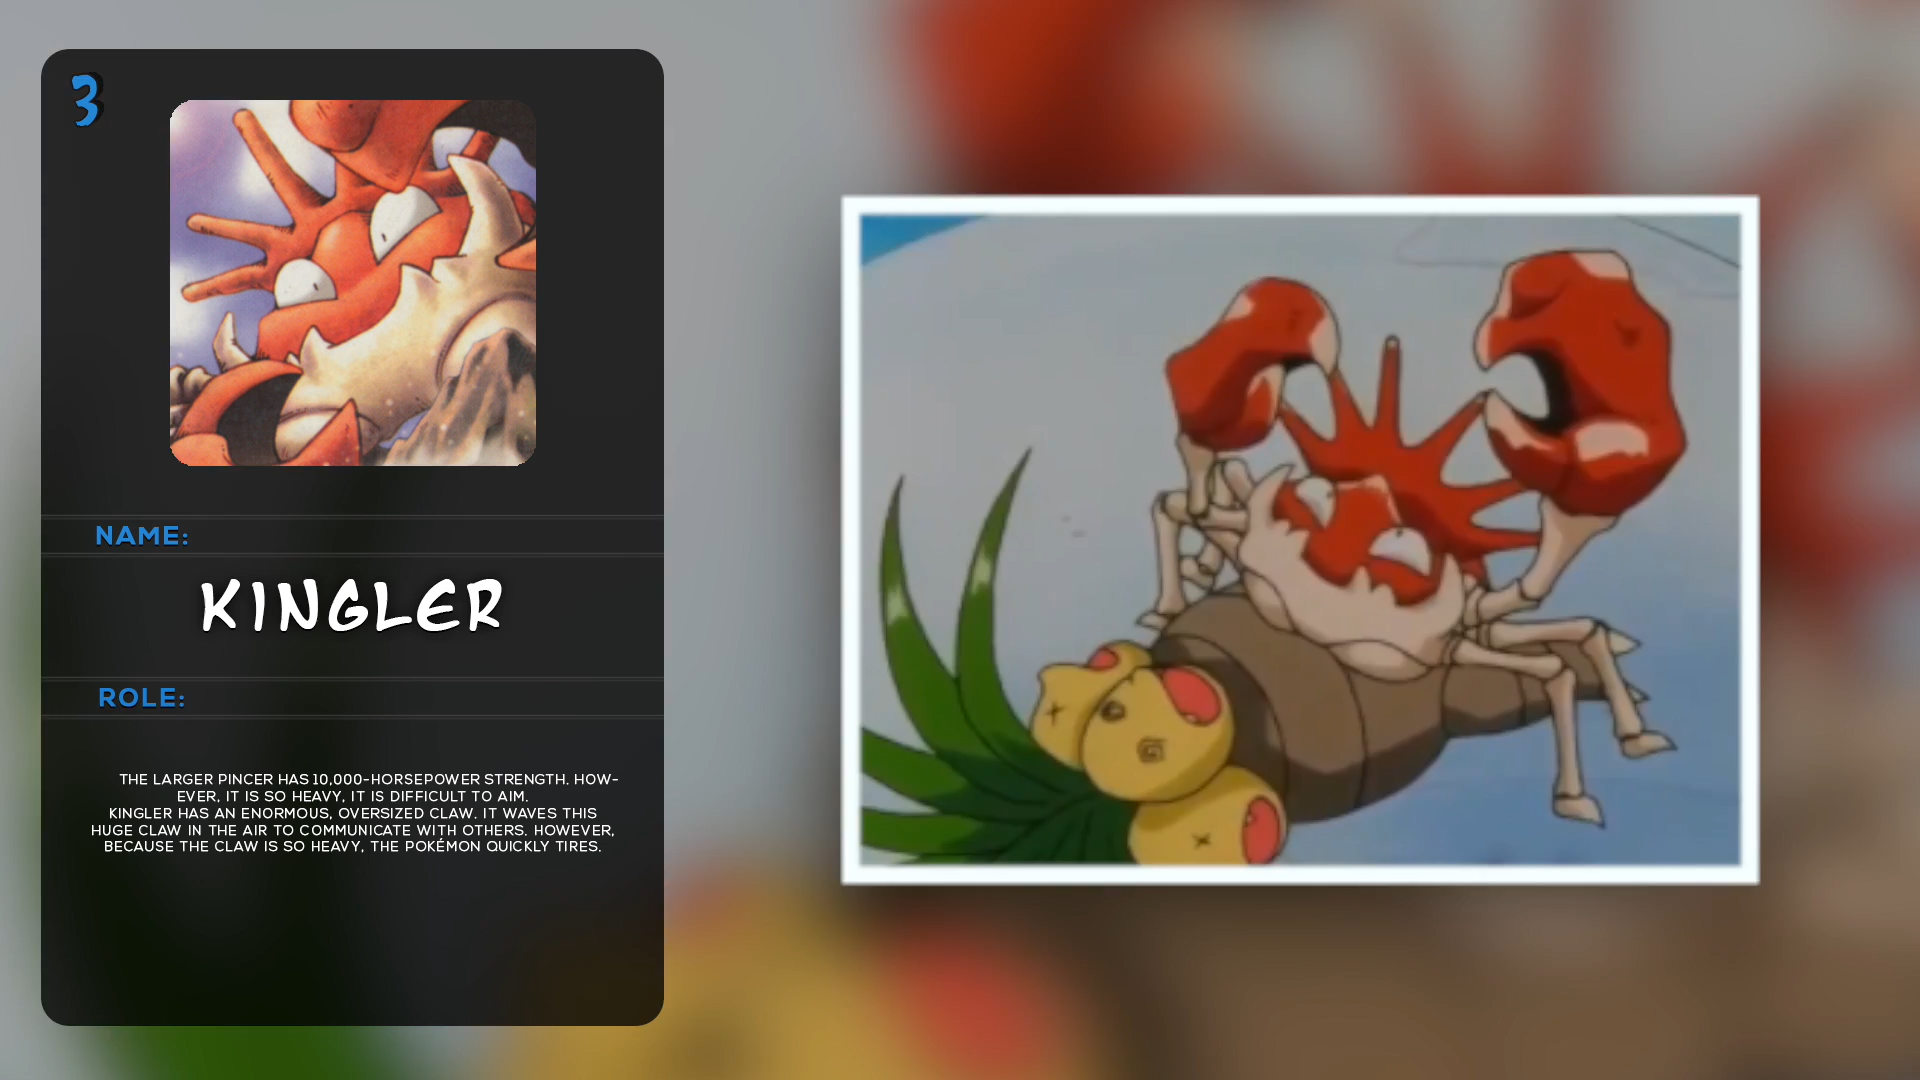 3
NAME:
KINGLER
ROLE:
THE LARGER PINCER HAS 10,000-HORSEPOWER STRENGTH. HOW-
EVER, IT IS SO HEAVY, IT IS DIFFICULT TO AIM.
KINGLER HAS AN ENORMOUS, OVERSIZED CLAW. IT WAVES THIS
HUGE CLAW IN THE AIR TO COMMUNICATE WITH OTHERS. HOWEVER,
BECAUSE THE CLAW IS SO HEAVY, THE POKÉMON QUICKLY TIRES.